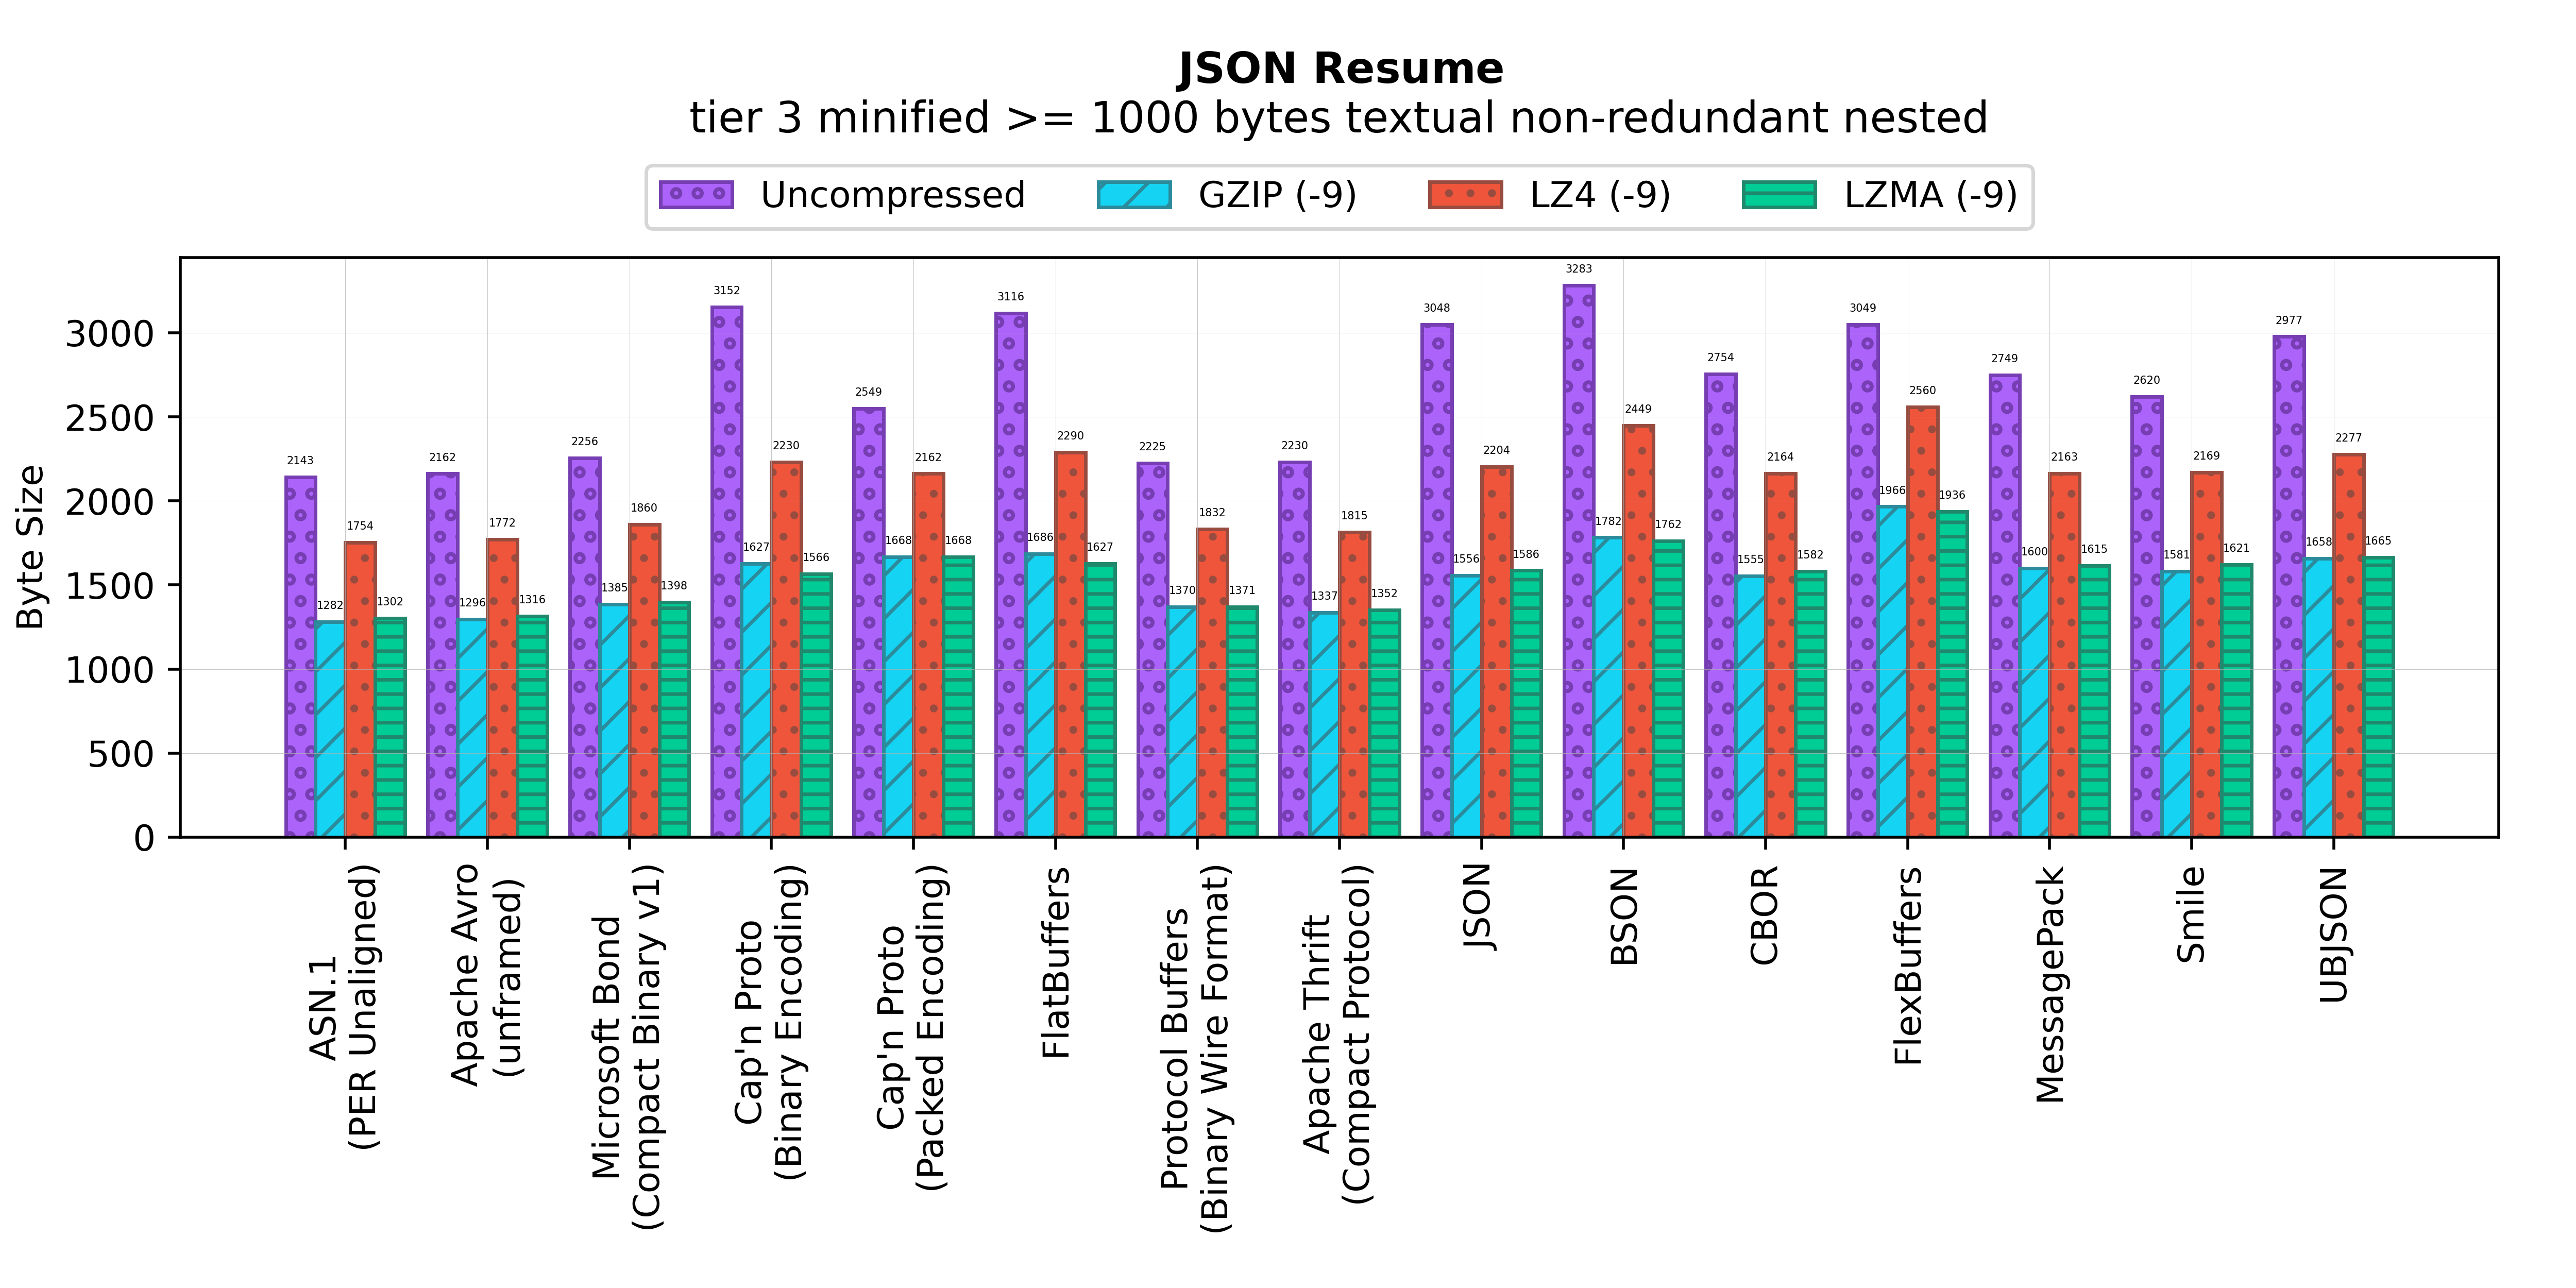 JSON Resume
tier 3 minified >= 1000 bytes textual non-redundant nested
Uncompressed
GZIP (-9)
LZ4 (-9)
LZMA (-9)
Byte Size
3000
2500
2000
1500
1000
500
0
2143
1282
1754
1302
2162
1296
1772
1316
2256
1385
1860
1398
3152
1627
2230
1566
2549
1668
2162
1668
3116
1686
2290
1627
2225
1370
1832
1371
2230
1337
1815
1352
3048
1556
2204
1586
3283
1782
2449
1762
2754
1555
2164
1582
3049
1966
2560
1936
2749
1600
2163
1615
2620
1581
2169
1621
2977
1658
2277
1665
ASN.1
(PER Unaligned)
Apache Avro
(unframed)
Microsoft Bond
(Compact Binary v1)
Cap'n Proto
(Binary Encoding)
Cap'n Proto
(Packed Encoding)
FlatBuffers
Protocol Buffers
(Binary Wire Format)
Apache Thrift
(Compact Protocol)
JSON
BSON
CBOR
FlexBuffers
MessagePack
Smile
UBJSON